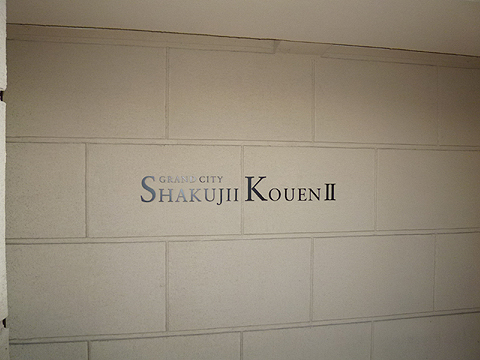 GRAND CITY
SHAKUJII KOUEN II